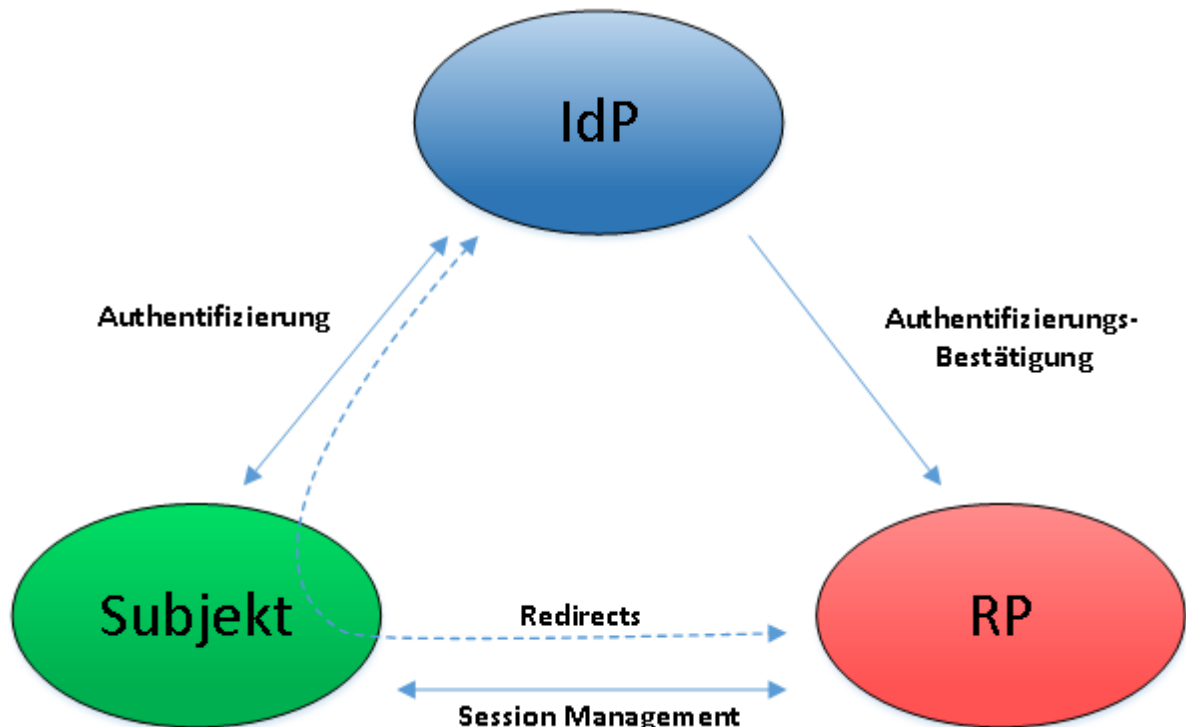 IdP
Authentifizierung
Authentifizierungs-
Bestätigung
Subjekt
Redirects
RP
Session Management